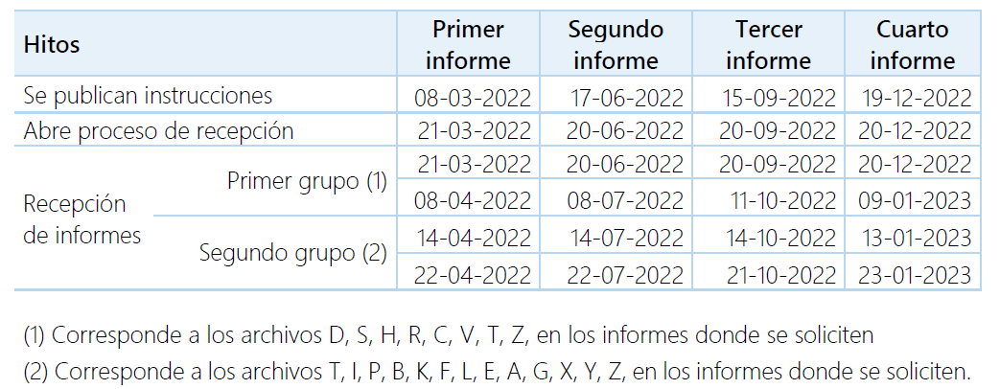 Hitos Primer informe Segundo informe Tercer informe Cuarto informe
Se publican instrucciones 08-03-2022 17-06-2022 15-09-2022 19-12-2022
Abre proceso de recepción 21-03-2022 20-06-2022 20-09-2022 20-12-2022
Recepción de informes
Primer grupo (1) 21-03-2022 20-06-2022 20-09-2022 20-12-2022
08-04-2022 08-07-2022 11-10-2022 09-01-2023
Segundo grupo (2) 14-04-2022 14-07-2022 14-10-2022 13-01-2023
22-04-2022 22-07-2022 21-10-2022 23-01-2023
(1) Corresponde a los archivos D, S, H, R, C, V, T, Z, en los informes donde se soliciten
(2) Corresponde a los archivos T, I, P, B, K, F, L, E, A, G, X, Y, Z, en los informes donde se soliciten.